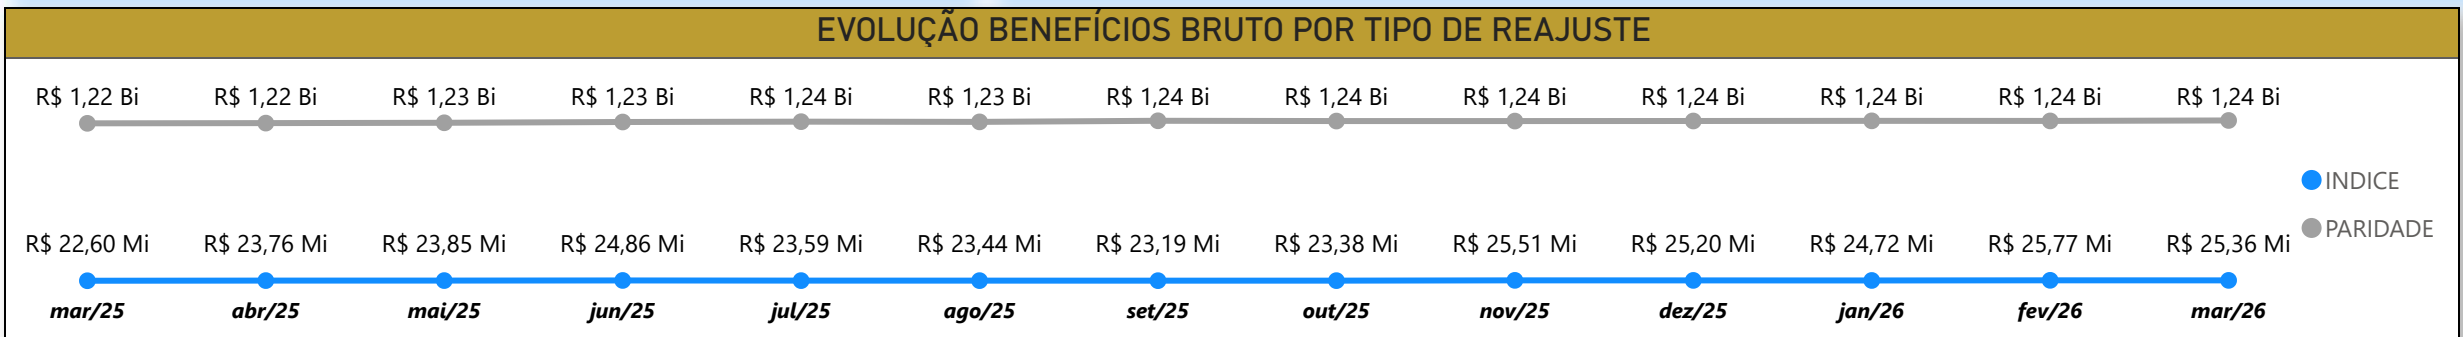 EVOLUÇÃO BENEFÍCIOS BRUTO POR TIPO DE REAJUSTE
R$ 1,22 Bi R$ 1,22 Bi R$ 1,23 Bi R$ 1,23 Bi R$ 1,24 Bi R$ 1,23 Bi R$ 1,24 Bi R$ 1,24 Bi R$ 1,24 Bi R$ 1,24 Bi R$ 1,24 Bi R$ 1,24 Bi R$ 1,24 Bi
INDICE
PARIDADE
R$ 22,60 Mi R$ 23,76 Mi R$ 23,85 Mi R$ 24,86 Mi R$ 23,59 Mi R$ 23,44 Mi R$ 23,19 Mi R$ 23,38 Mi R$ 25,51 Mi R$ 25,20 Mi R$ 24,72 Mi R$ 25,77 Mi R$ 25,36 Mi
mar/25 abr/25 mai/25 jun/25 jul/25 ago/25 set/25 out/25 nov/25 dez/25 jan/26 fev/26 mar/26